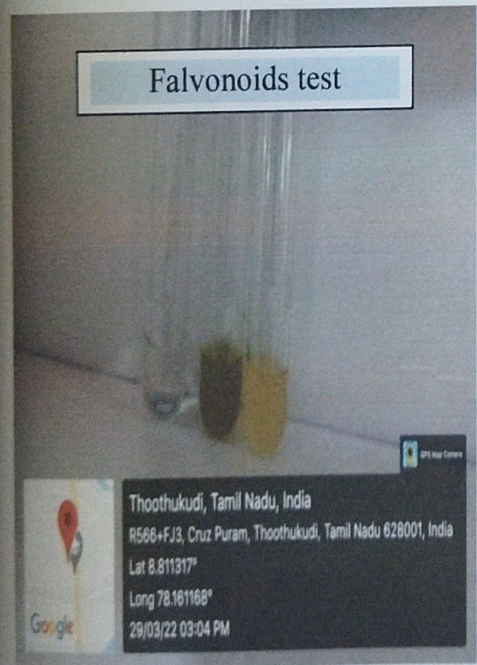 Falvonoids test
GPS Map Camera
Thoothukudi, Tamil Nadu, India
R566+FJ3, Cruz Puram, Thoothukudi, Tamil Nadu 628001, India
Lat 8.811317°
Long 78.161168°
29/03/22 03:04 PM
Google